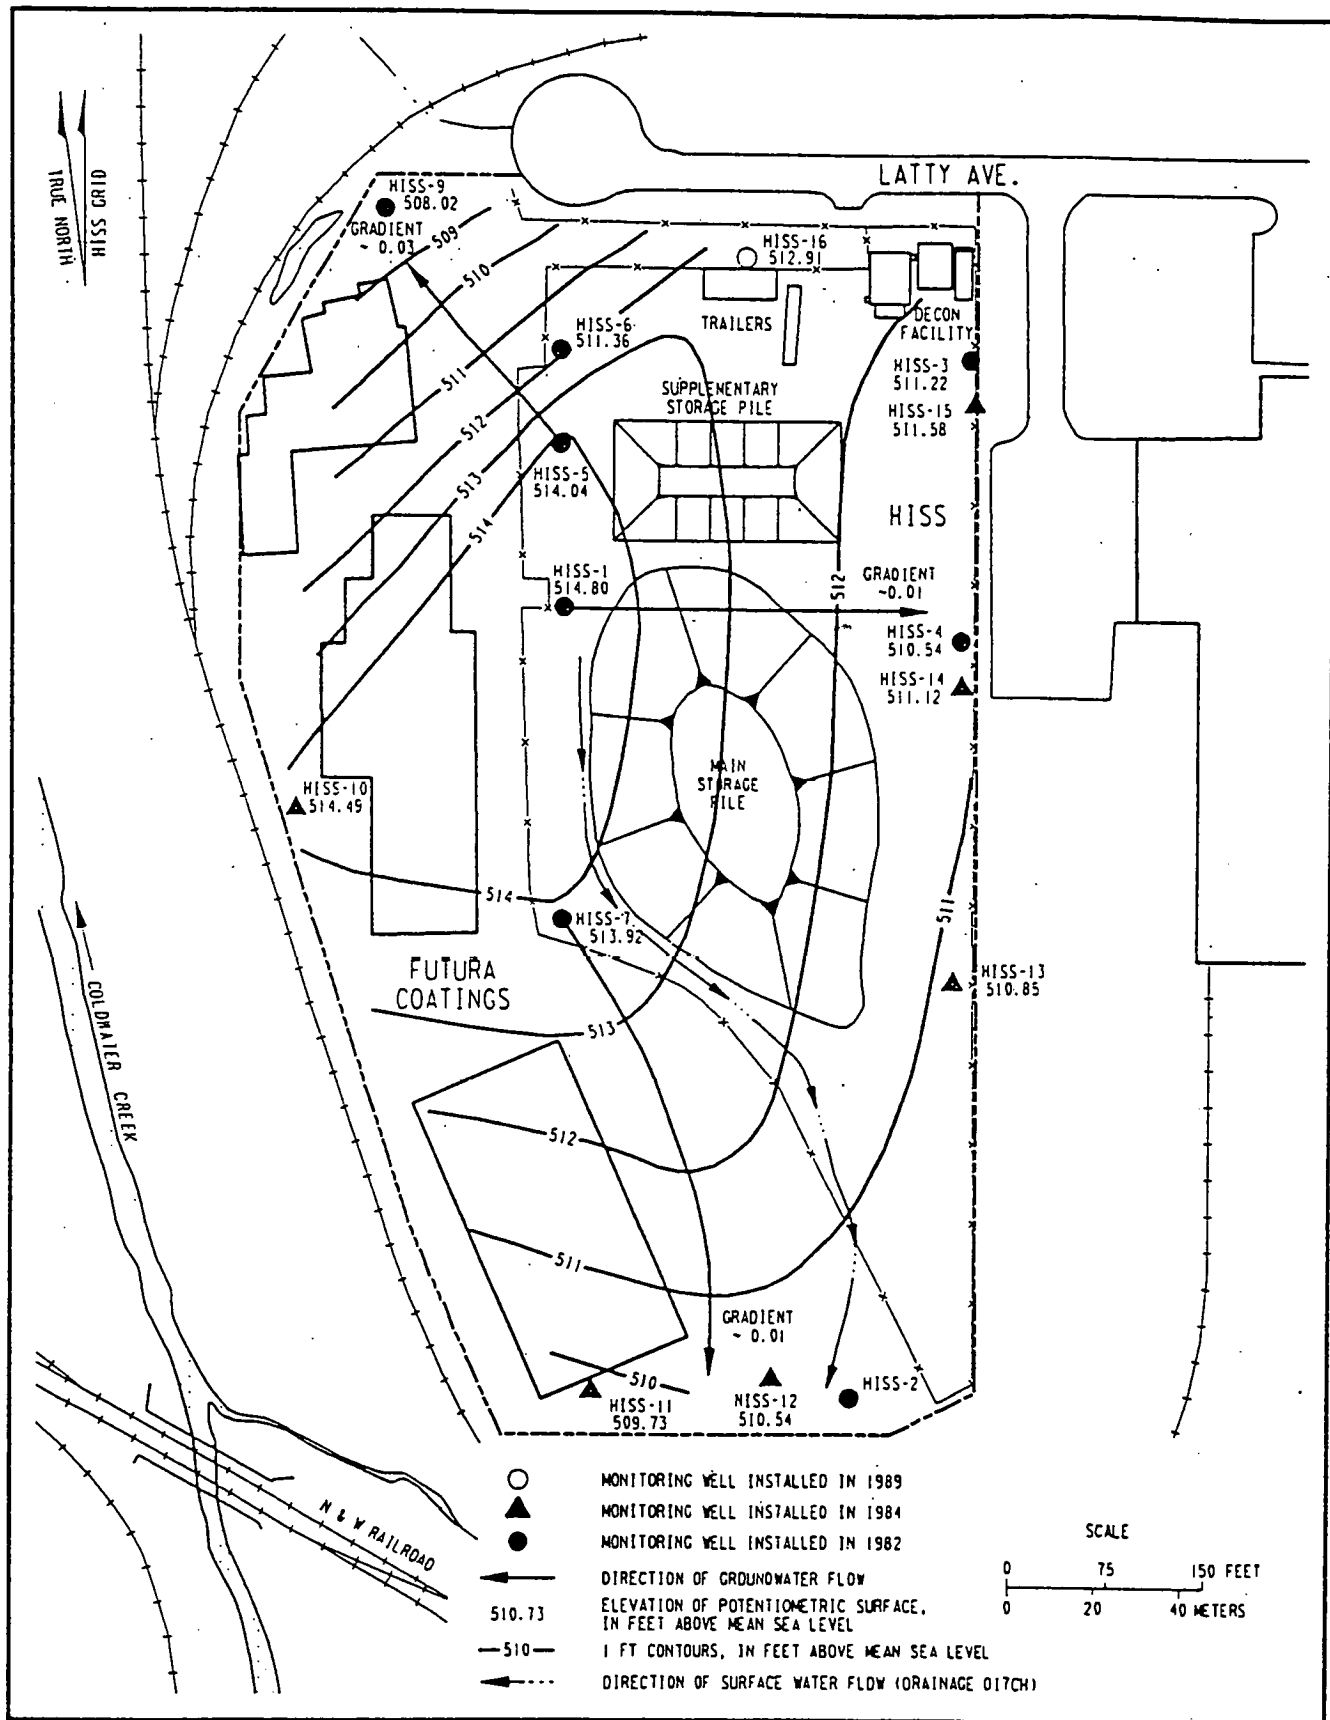 LATTY AVE.
HISS GRID
TRUE NORTH
HISS-9
508.02
GRADIENT
~ 0.03
509
510
511
512
513
514
HISS-16
512.91
TRAILERS
DECON
FACILITY
HISS-6
511.36
HISS-3
511.22
HISS-15
511.58
SUPPLEMENTARY
STORAGE PILE
HISS-5
514.04
HISS
HISS-1
514.80
512
GRADIENT
~0.01
HISS-4
510.54
HISS-14
511.12
MAIN
STORAGE
PILE
HISS-10
514.49
514
HISS-7
513.92
511
FUTURA
COATINGS
HISS-13
510.85
513
COLDWATER CREEK
512
511
GRADIENT
~ 0.01
510
HISS-11
509.73
NISS-12
510.54
HISS-2
N & W RAILROAD
MONITORING WELL INSTALLED IN 1989
MONITORING WELL INSTALLED IN 1984
MONITORING WELL INSTALLED IN 1982
DIRECTION OF GROUNDWATER FLOW
510.73 ELEVATION OF POTENTIOMETRIC SURFACE,
IN FEET ABOVE MEAN SEA LEVEL
510 1 FT CONTOURS, IN FEET ABOVE MEAN SEA LEVEL
DIRECTION OF SURFACE WATER FLOW (DRAINAGE DI7CH)
SCALE
0 75 150 FEET
0 20 40 METERS